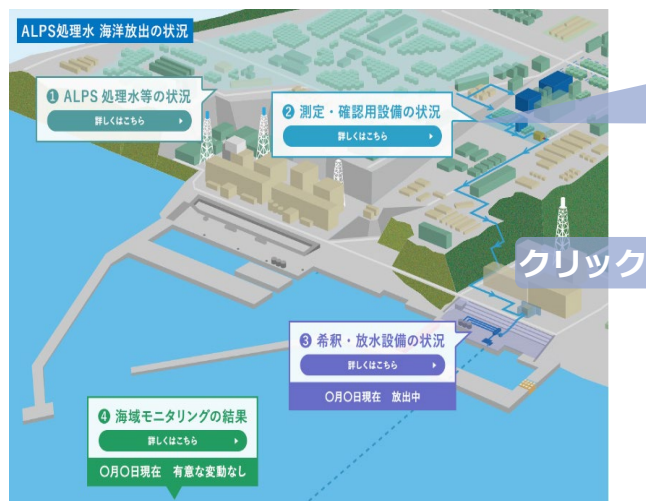 ALPS処理水 海洋放出の状況
❶ ALPS 処理水等の状況
詳しくはこちら
❷ 測定・確認用設備の状況
詳しくはこちら
クリック
❸ 希釈・放水設備の状況
詳しくはこちら
〇月〇日現在 放出中
❹ 海域モニタリングの結果
詳しくはこちら
〇月〇日現在 有意な変動なし